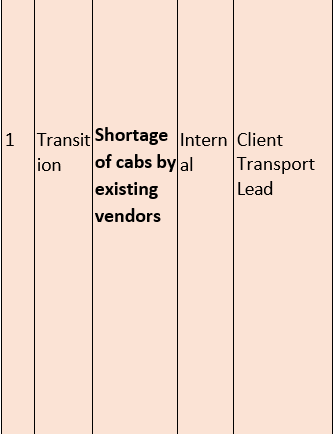 1
Transit
ion
Shortage
of cabs by
existing
vendors
Intern
al
Client
Transport
Lead